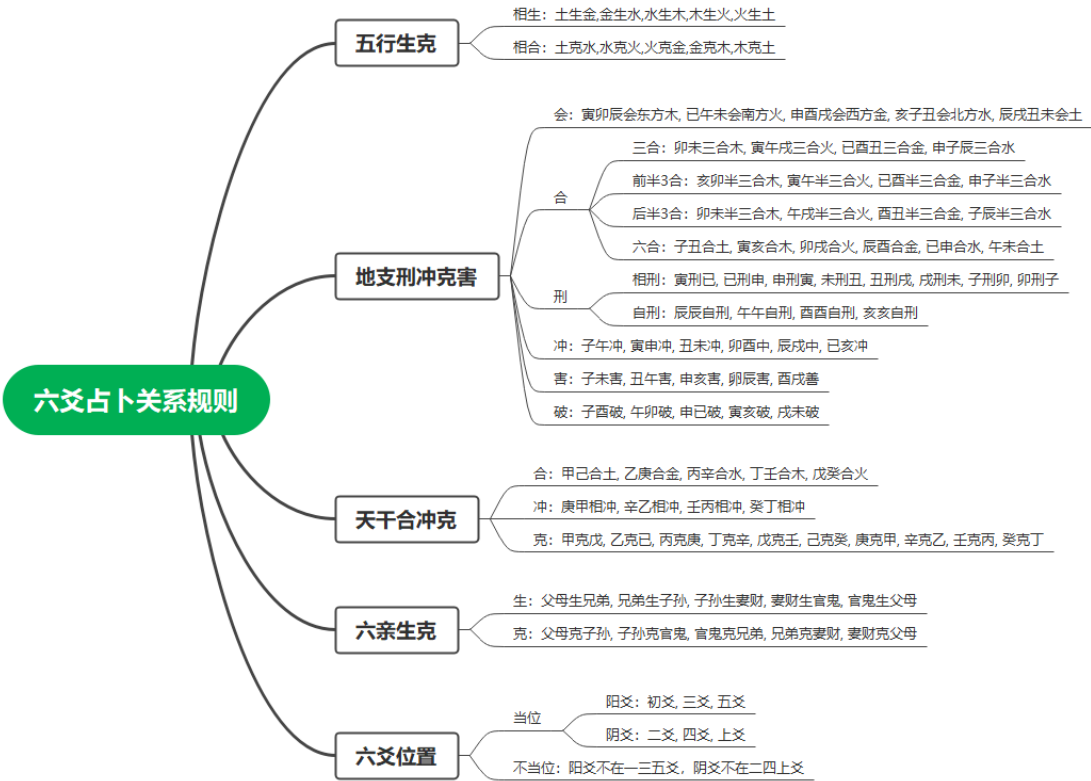 六爻占卜关系规则
五行生克
相生：土生金,金生水,水生木,木生火,火生土
相合：土克水,水克火,火克金,金克木,木克土
地支刑冲克害
会：寅卯辰会东方木, 已午未会南方火, 申酉戌会西方金, 亥子丑会北方水, 辰戌丑未会土
合
三合：卯未三合木, 寅午戌三合火, 已酉丑三合金, 申子辰三合水
前半3合：亥卯半三合木, 寅午半三合火, 已酉半三合金, 申子半三合水
后半3合：卯未半三合木, 午戌半三合火, 酉丑半三合金, 子辰半三合水
六合：子丑合土, 寅亥合木, 卯戌合火, 辰酉合金, 已申合水, 午未合土
刑
相刑：寅刑已, 已刑申, 申刑寅, 未刑丑, 丑刑戌, 戌刑未, 子刑卯, 卯刑子
自刑：辰辰自刑, 午午自刑, 酉酉自刑, 亥亥自刑
冲：子午冲, 寅申冲, 丑未冲, 卯酉中, 辰戌中, 已亥冲
害：子未害, 丑午害, 申亥害, 卵辰害, 酉戌善
破：子酉破, 午卯破, 申已破, 寅亥破, 戌未破
天干合冲克
合：甲己合土, 乙庚合金, 丙辛合水, 丁壬合木, 戊癸合火
冲：庚甲相冲, 辛乙相冲, 壬丙相冲, 癸丁相冲
克：甲克戊, 乙克已, 丙克庚, 丁克辛, 戊克壬, 己克癸, 庚克甲, 辛克乙, 壬克丙, 癸克丁
六亲生克
生：父母生兄弟, 兄弟生子孙, 子孙生妻财, 妻财生官鬼, 官鬼生父母
克：父母克子孙, 子孙克官鬼, 官鬼克兄弟, 兄弟克妻财, 妻财克父母
六爻位置
当位
阳爻：初爻, 三爻, 五爻
阴爻：二爻, 四爻, 上爻
不当位：阳爻不在一三五爻，阴爻不在二四上爻